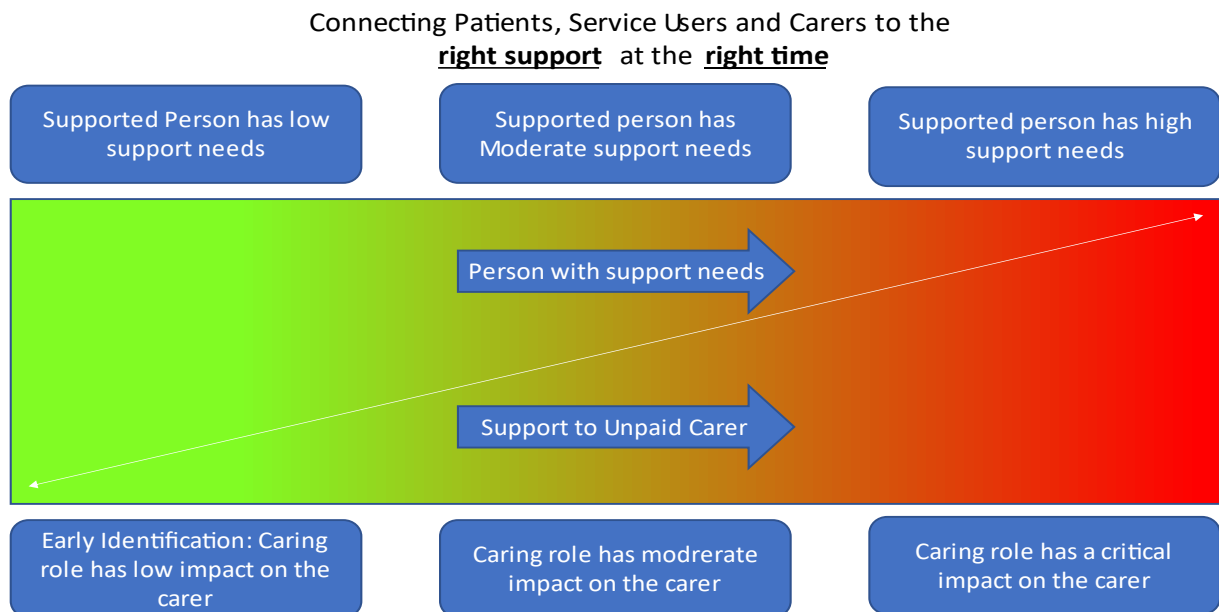 Connecting Patients, Service Users and Carers to the
right support at the right time
Supported Person has low
support needs
Supported person has
Moderate support needs
Supported person has high
support needs
Person with support needs
Support to Unpaid Carer
Early Identification: Caring
role has low impact on the
carer
Caring role has modrerate
impact on the carer
Caring role has a critical
impact on the carer